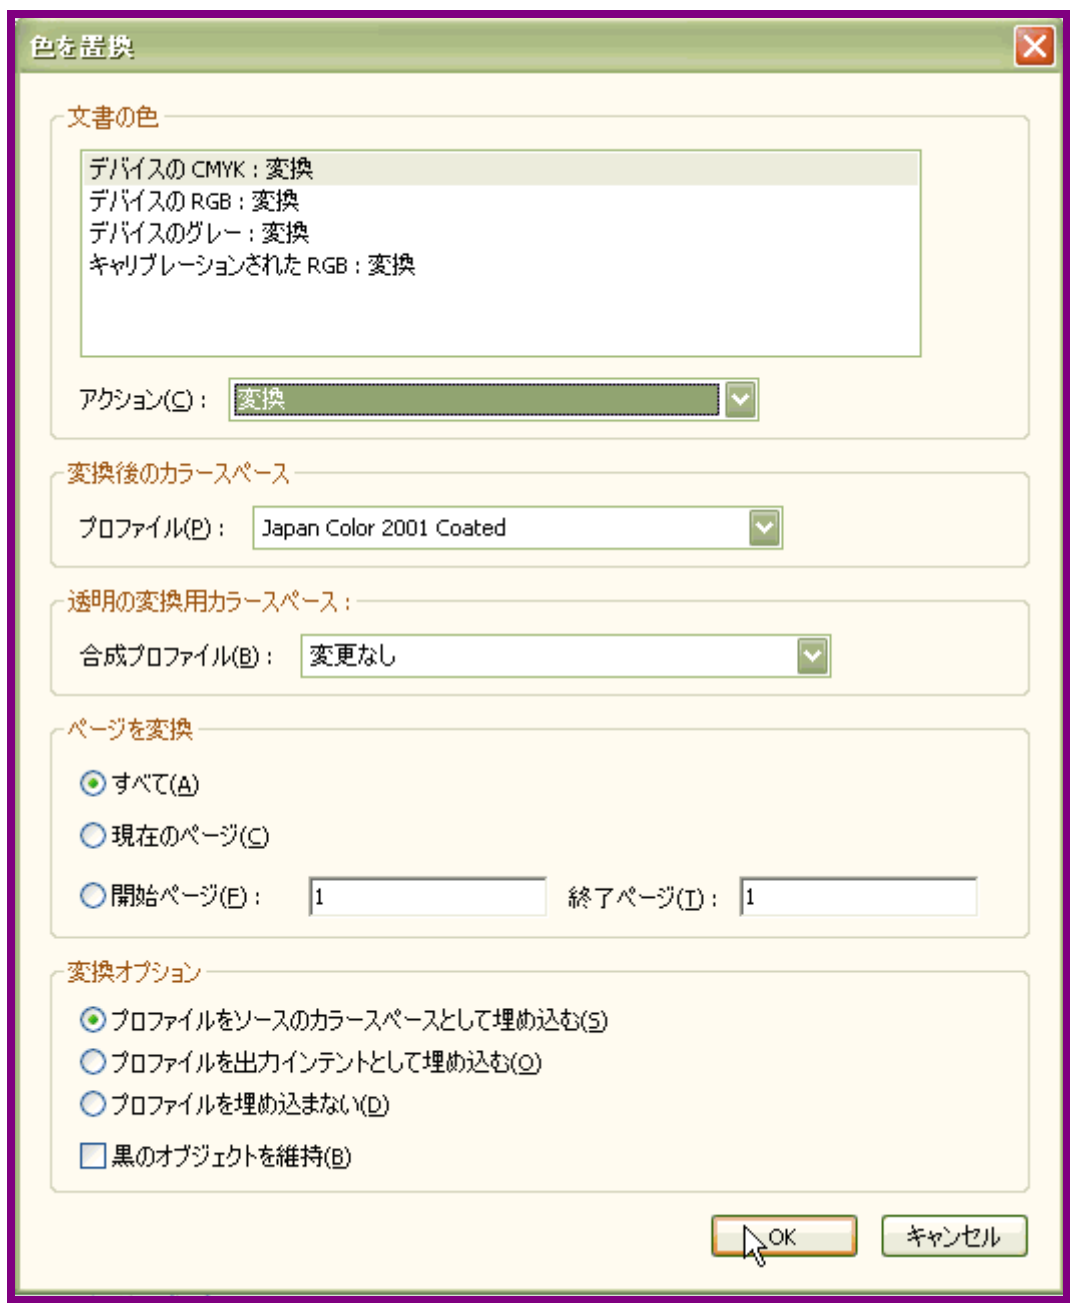 色を置換
文書の色
デバイスの CMYK : 変換
デバイスの RGB : 変換
デバイスのグレー : 変換
キャリブレーションされた RGB : 変換
アクション(C) : 変換
変換後のカラースペース
プロファイル(P) : Japan Color 2001 Coated
透明の変換用カラースペース :
合成プロファイル(B) : 変更なし
ページを変換
すべて(A)
現在のページ(C)
開始ページ(F) : 1 終了ページ(T) : 1
変換オプション
プロファイルをソースのカラースペースとして埋め込む(S)
プロファイルを出力インテントとして埋め込む(O)
プロファイルを埋め込まない(D)
黒のオブジェクトを維持(B)
OK キャンセル